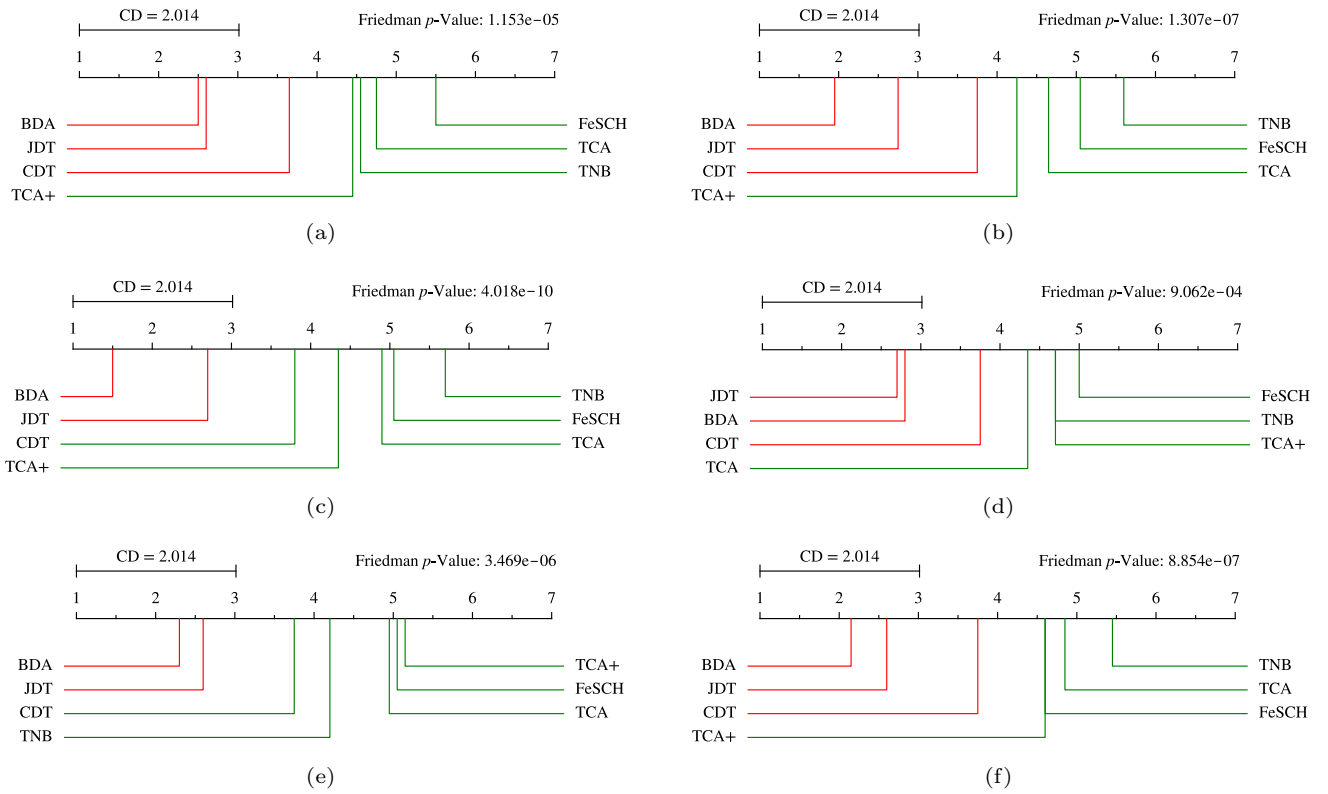 CD = 2.014
Friedman p-Value: 1.153e−05
1 2 3 4 5 6 7
BDA
JDT
CDT
TCA+
FeSCH
TCA
TNB
(a)
CD = 2.014
Friedman p-Value: 1.307e−07
1 2 3 4 5 6 7
BDA
JDT
CDT
TCA+
TNB
FeSCH
TCA
(b)
CD = 2.014
Friedman p-Value: 4.018e−10
1 2 3 4 5 6 7
BDA
JDT
CDT
TCA+
TNB
FeSCH
TCA
(c)
CD = 2.014
Friedman p-Value: 9.062e−04
1 2 3 4 5 6 7
JDT
BDA
CDT
TCA
FeSCH
TNB
TCA+
(d)
CD = 2.014
Friedman p-Value: 3.469e−06
1 2 3 4 5 6 7
BDA
JDT
CDT
TNB
TCA+
FeSCH
TCA
(e)
CD = 2.014
Friedman p-Value: 8.854e−07
1 2 3 4 5 6 7
BDA
JDT
CDT
TCA+
TNB
TCA
FeSCH
(f)